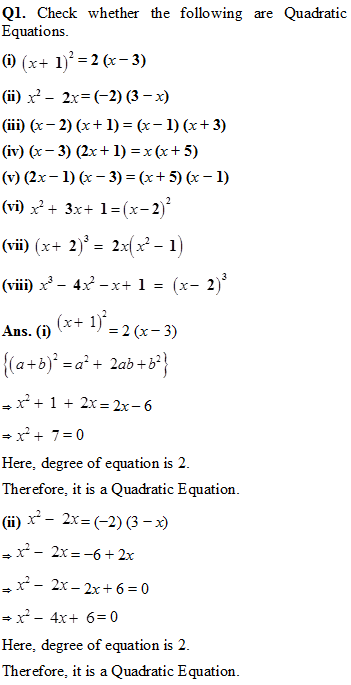 Q1. Check whether the following are Quadratic
Equations.
(i) (x + 1)² = 2 (x − 3)
(ii) x² − 2x = (−2) (3 − x)
(iii) (x − 2) (x + 1) = (x − 1) (x + 3)
(iv) (x − 3) (2x + 1) = x (x + 5)
(v) (2x − 1) (x − 3) = (x + 5) (x − 1)
(vi) x² + 3x + 1 = (x − 2)²
(vii) (x + 2)³ = 2x(x² − 1)
(viii) x³ − 4x² − x + 1 = (x − 2)³
Ans. (i) (x + 1)² = 2 (x − 3)
{(a + b)² = a² + 2ab + b²}
⇒ x² + 1 + 2x = 2x − 6
⇒ x² + 7 = 0
Here, degree of equation is 2.
Therefore, it is a Quadratic Equation.
(ii) x² − 2x = (−2) (3 − x)
⇒ x² − 2x = −6 + 2x
⇒ x² − 2x − 2x + 6 = 0
⇒ x² − 4x + 6 = 0
Here, degree of equation is 2.
Therefore, it is a Quadratic Equation.